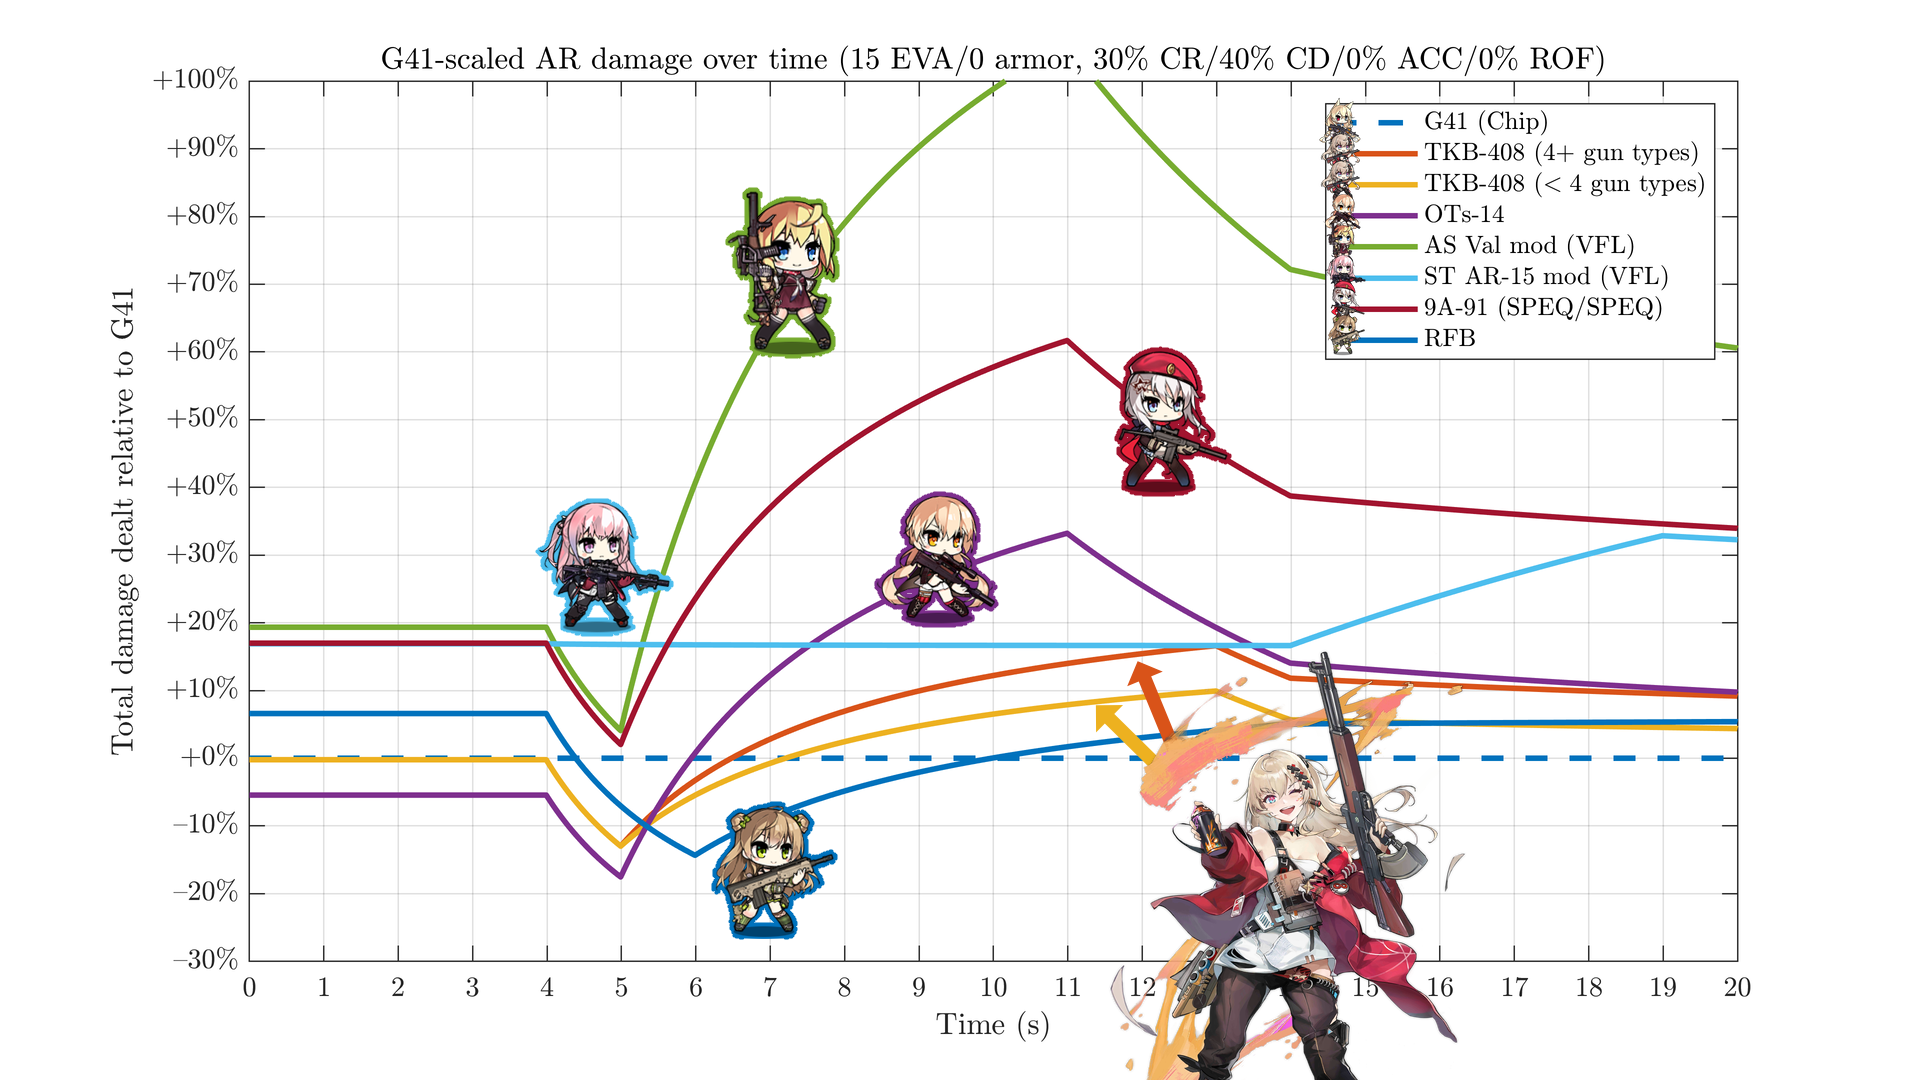 G41-scaled AR damage over time (15 EVA/0 armor, 30% CR/40% CD/0% ACC/0% ROF)
+100%
+90%
+80%
+70%
+60%
+50%
+40%
+30%
+20%
+10%
+0%
−10%
−20%
−30%
Total damage dealt relative to G41
G41 (Chip)
TKB-408 (4+ gun types)
TKB-408 (< 4 gun types)
OTs-14
AS Val mod (VFL)
ST AR-15 mod (VFL)
9A-91 (SPEQ/SPEQ)
RFB
0 1 2 3 4 5 6 7 8 9 10 11 12 15 16 17 18 19 20
Time (s)